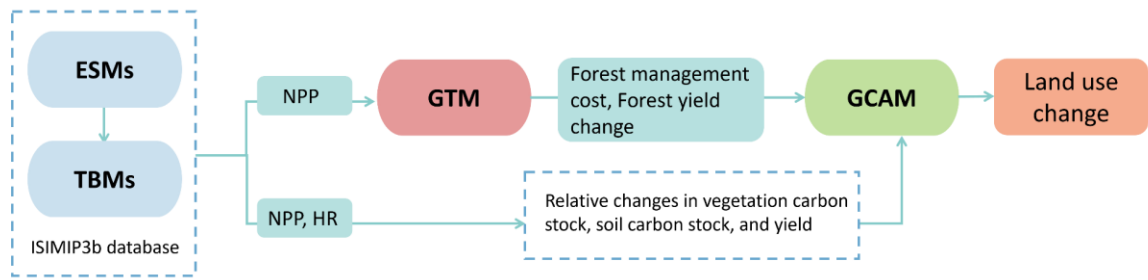 ESMs
TBMs
ISIMIP3b database
NPP
GTM
Forest management
cost, Forest yield
change
GCAM
Land use
change
NPP, HR
Relative changes in vegetation carbon
stock, soil carbon stock, and yield